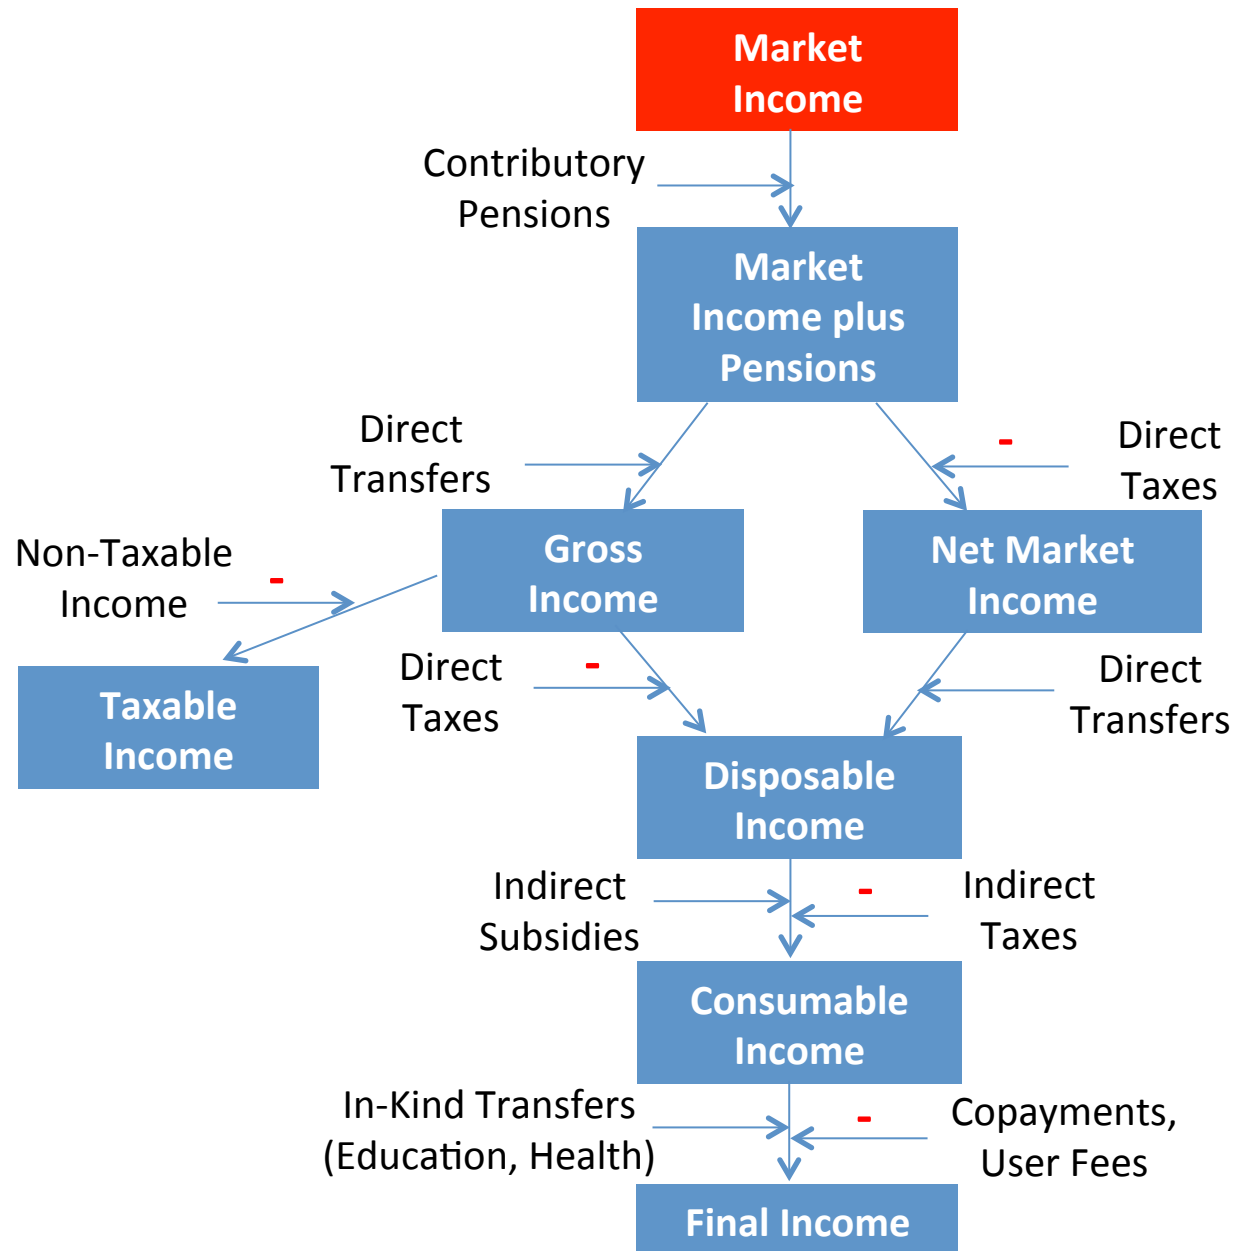 Market
Income
Contributory
Pensions
Market
Income plus
Pensions
Direct
Transfers
-
Direct
Taxes
Non-Taxable
Income
-
Gross
Income
Net Market
Income
Taxable
Income
Direct
Taxes
-
Direct
Transfers
Disposable
Income
Indirect
Subsidies
-
Indirect
Taxes
Consumable
Income
In-Kind Transfers
(Education, Health)
-
Copayments,
User Fees
Final Income